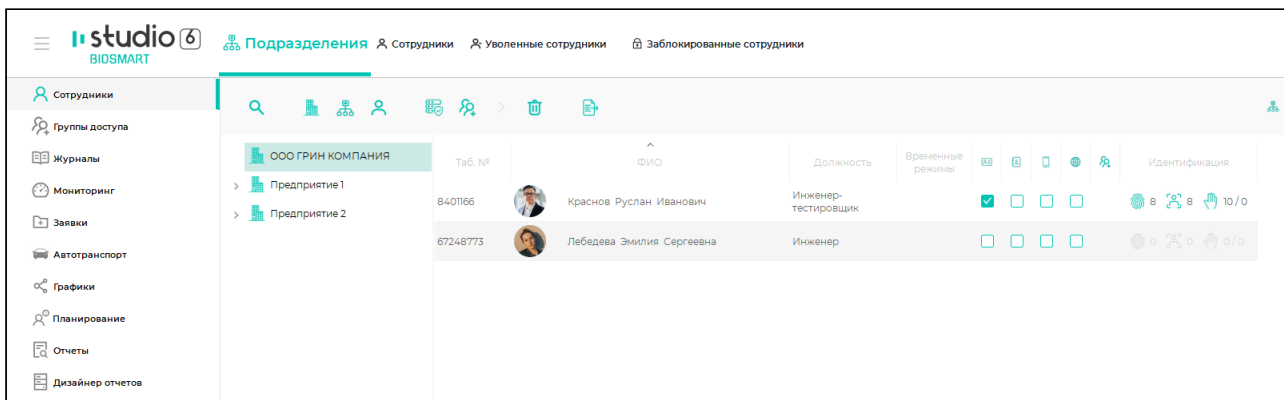 studio 6
BIOSMART
Подразделения Сотрудники Уволенные сотрудники Заблокированные сотрудники
Сотрудники
Группы доступа
Журналы
Мониторинг
Заявки
Автотранспорт
Графики
Планирование
Отчеты
Дизайнер отчетов
ООО ГРИН КОМПАНИЯ
Предприятие 1
Предприятие 2
Таб. № ФИО Должность Временные режимы Идентификация
8401166 Краснов Руслан Иванович Инженер-тестировщик 8 8 10/0
67248773 Лебедева Эмилия Сергеевна Инженер 0 0 0/0